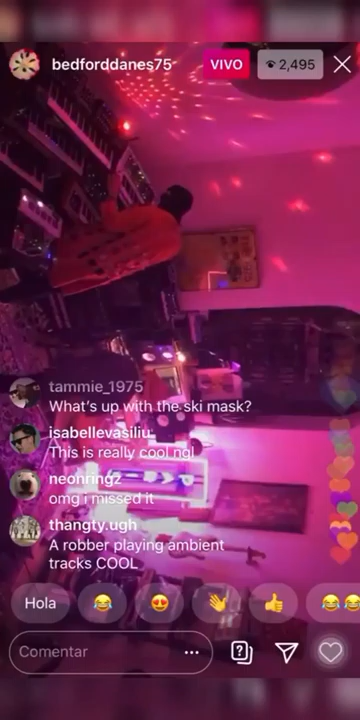 bedforddanes75
VIVO
2,495
tammie_1975
What's up with the ski mask?
isabellevasiliu
This is really cool ngl
neonringz
omg i missed it
thangty.ugh
A robber playing ambient
tracks COOL
Hola
Comentar